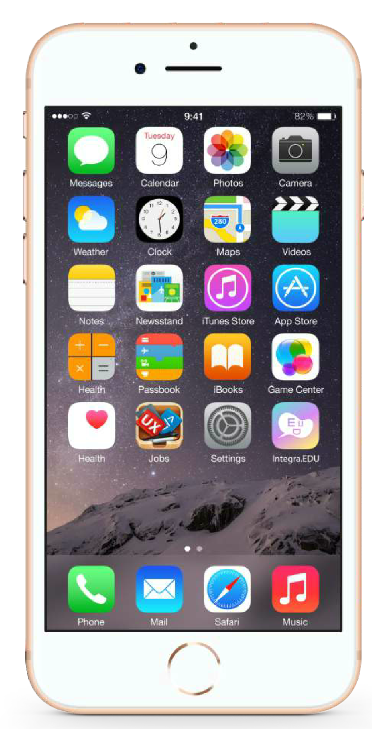 9:41
82%
Tuesday
9
Messages
Calendar
Photos
Camera
280
Weather
Clock
Maps
Videos
Notes
Newsstand
iTunes Store
App Store
Health
Passbook
iBooks
Game Center
UX
Eu
D
Health
Jobs
Settings
Integra.EDU
Phone
Mail
Safari
Music